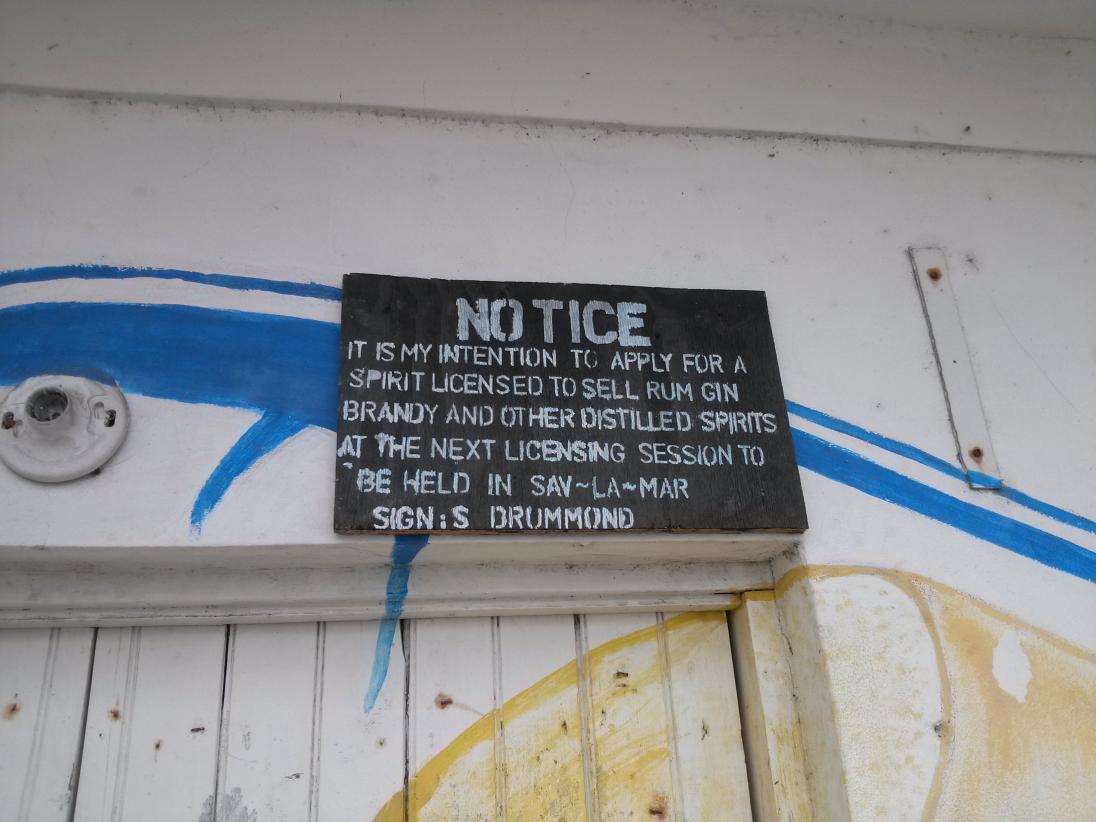 NOTICE
IT IS MY INTENTION TO APPLY FOR A
SPIRIT LICENSED TO SELL RUM GIN
BRANDY AND OTHER DISTILLED SPIRITS
AT THE NEXT LICENSING SESSION TO
BE HELD IN SAV~LA~MAR
SIGN:S DRUMMOND